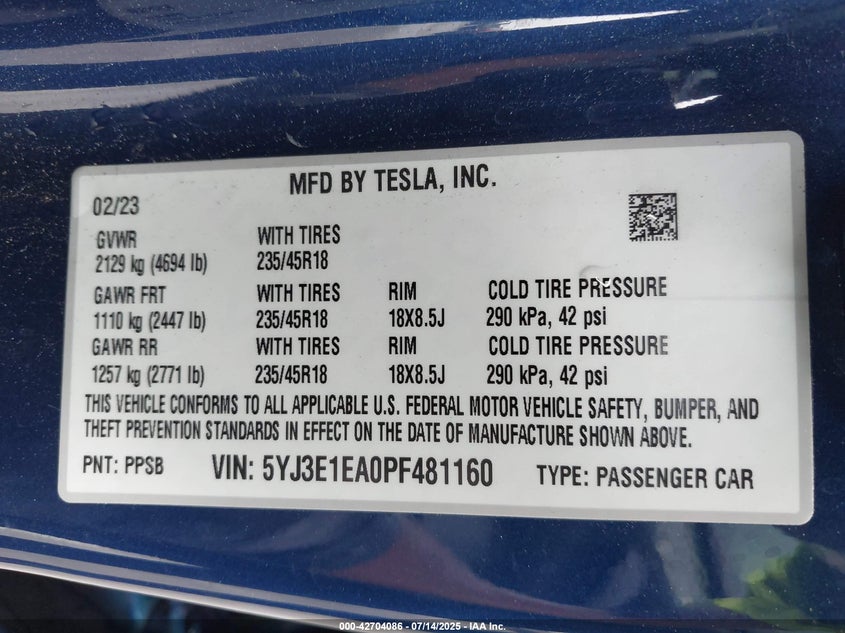 MFD BY TESLA, INC.
02/23
GVWR WITH TIRES
2129 kg (4694 lb) 235/45R18
GAWR FRT WITH TIRES RIM COLD TIRE PRESSURE
1110 kg (2447 lb) 235/45R18 18X8.5J 290 kPa, 42 psi
GAWR RR WITH TIRES RIM COLD TIRE PRESSURE
1257 kg (2771 lb) 235/45R18 18X8.5J 290 kPa, 42 psi
THIS VEHICLE CONFORMS TO ALL APPLICABLE U.S. FEDERAL MOTOR VEHICLE SAFETY, BUMPER, AND
THEFT PREVENTION STANDARDS IN EFFECT ON THE DATE OF MANUFACTURE SHOWN ABOVE.
PNT: PPSB VIN: 5YJ3E1EA0PF481160 TYPE: PASSENGER CAR
000-42704086 - 07/14/2025 - IAA Inc.